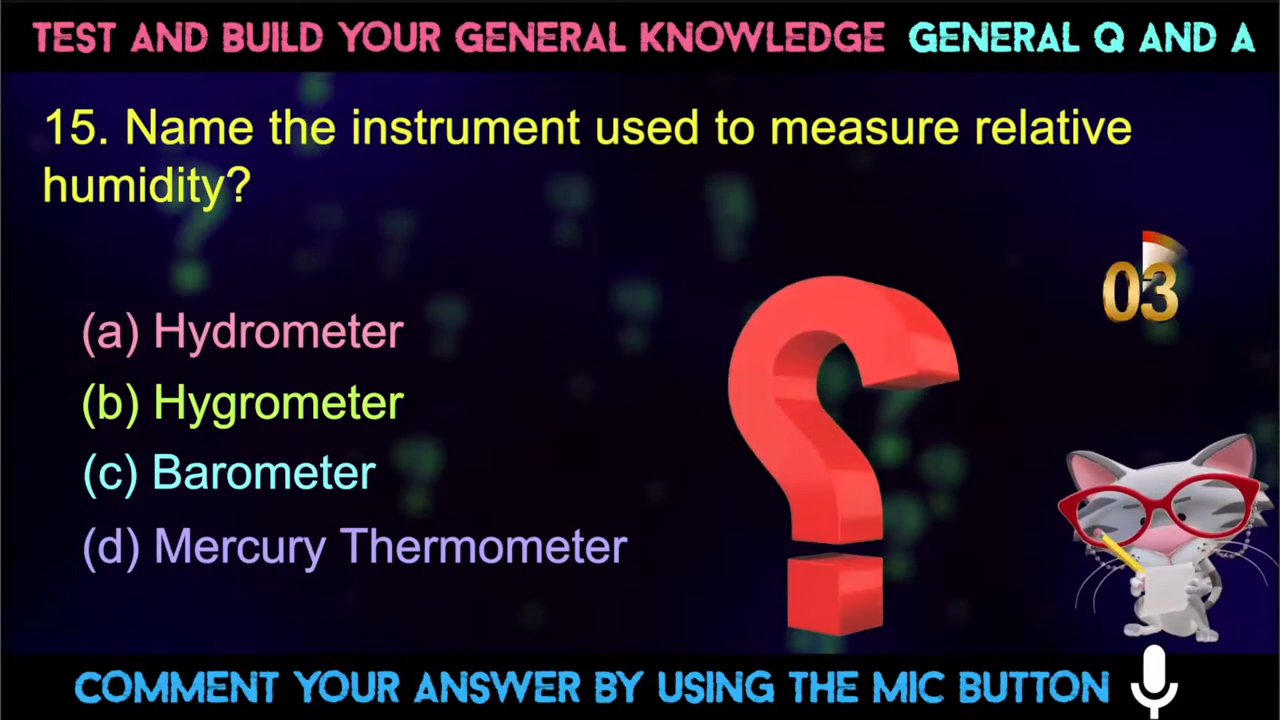 TEST AND BUILD YOUR GENERAL KNOWLEDGE GENERAL Q AND A
15. Name the instrument used to measure relative
humidity?
03
(a) Hydrometer
(b) Hygrometer
(c) Barometer
(d) Mercury Thermometer
COMMENT YOUR ANSWER BY USING THE MIC BUTTON